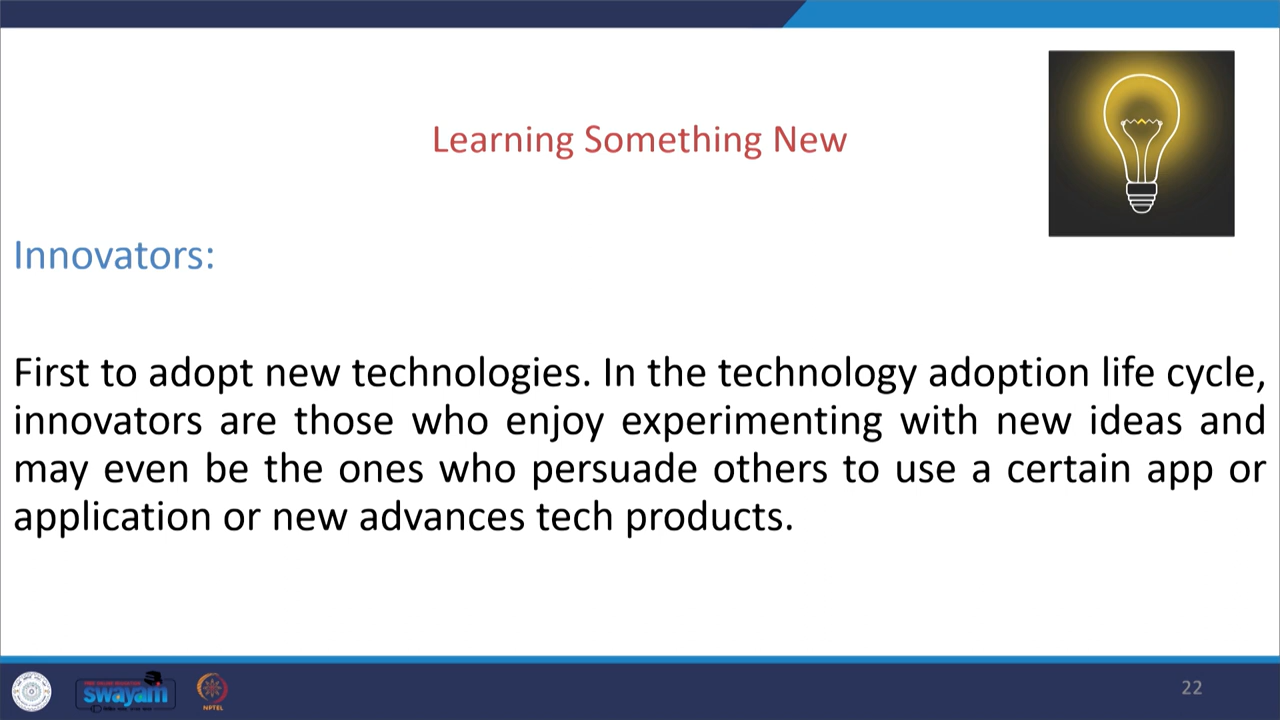 Learning Something New
Innovators:
First to adopt new technologies. In the technology adoption life cycle,
innovators are those who enjoy experimenting with new ideas and
may even be the ones who persuade others to use a certain app or
application or new advances tech products.
swayam
NPTEL
22